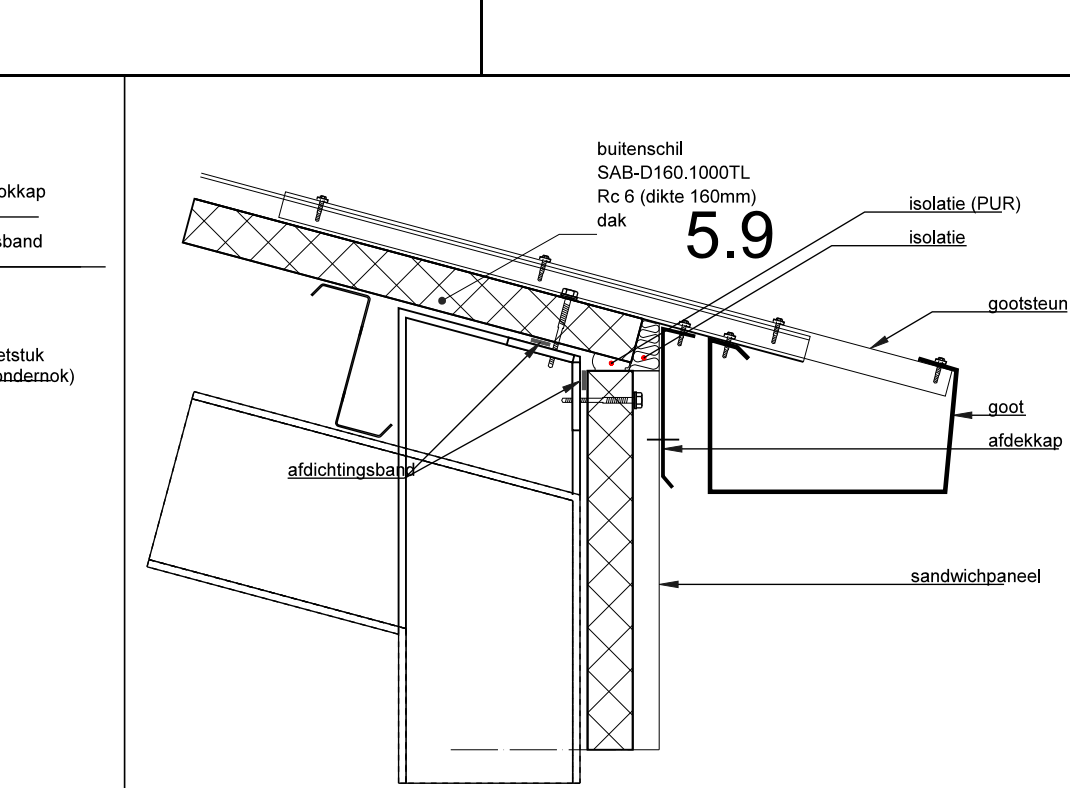 okkap
sband
etstuk
ondernok)
buitenschil
SAB-D160.1000TL
Rc 6 (dikte 160mm)
dak
5.9
isolatie (PUR)
isolatie
gootsteun
goot
afdekkap
afdichtingsband
sandwichpaneel